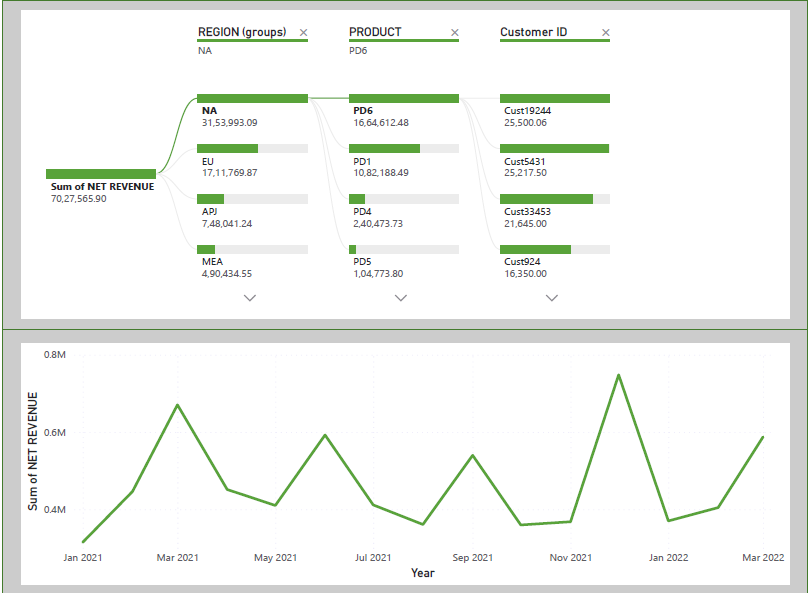 REGION (groups) ×
PRODUCT ×
Customer ID ×
NA
PD6
Sum of NET REVENUE
70,27,565.90
NA
31,53,993.09
EU
17,11,769.87
APJ
7,48,041.24
MEA
4,90,434.55
PD6
16,64,612.48
PD1
10,82,188.49
PD4
2,40,473.73
PD5
1,04,773.80
Cust19244
25,500.06
Cust5431
25,217.50
Cust33453
21,645.00
Cust924
16,350.00
Sum of NET REVENUE
0.8M
0.6M
0.4M
Jan 2021
Mar 2021
May 2021
Jul 2021
Sep 2021
Nov 2021
Jan 2022
Mar 2022
Year